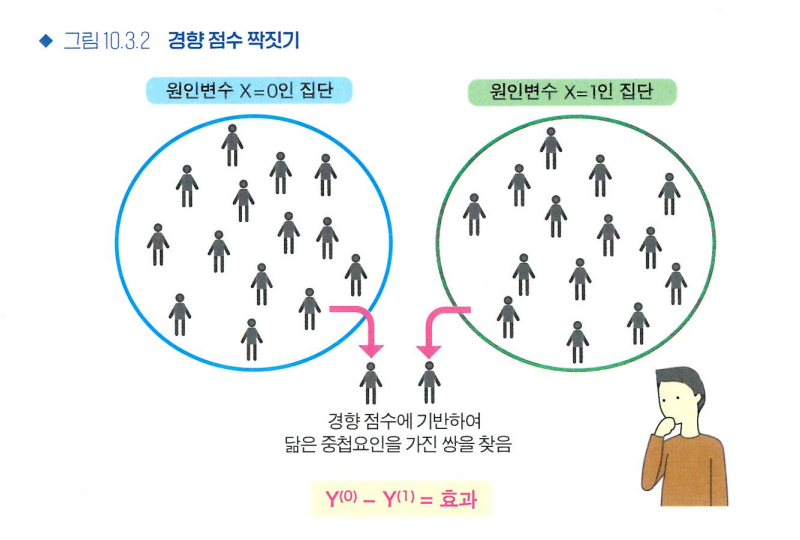 ◆ 그림 10.3.2 경향 점수 짝짓기
원인변수 X=0인 집단
원인변수 X=1인 집단
경향 점수에 기반하여
닮은 중첩요인을 가진 쌍을 찾음
Y⁽⁰⁾ – Y⁽¹⁾ = 효과